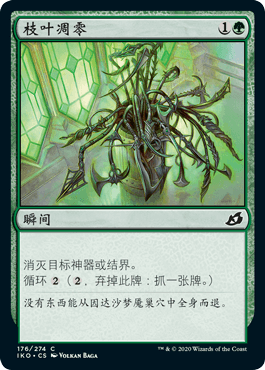 枝叶凋零 1
瞬间
消灭目标神器或结界。
循环 2（2，弃掉此牌：抓一张牌。）
没有东西能从因达沙梦魇巢穴中全身而退。
176/274 C
IKO • CS VOLKAN BAGA
™ & © 2020 Wizards of the Coast